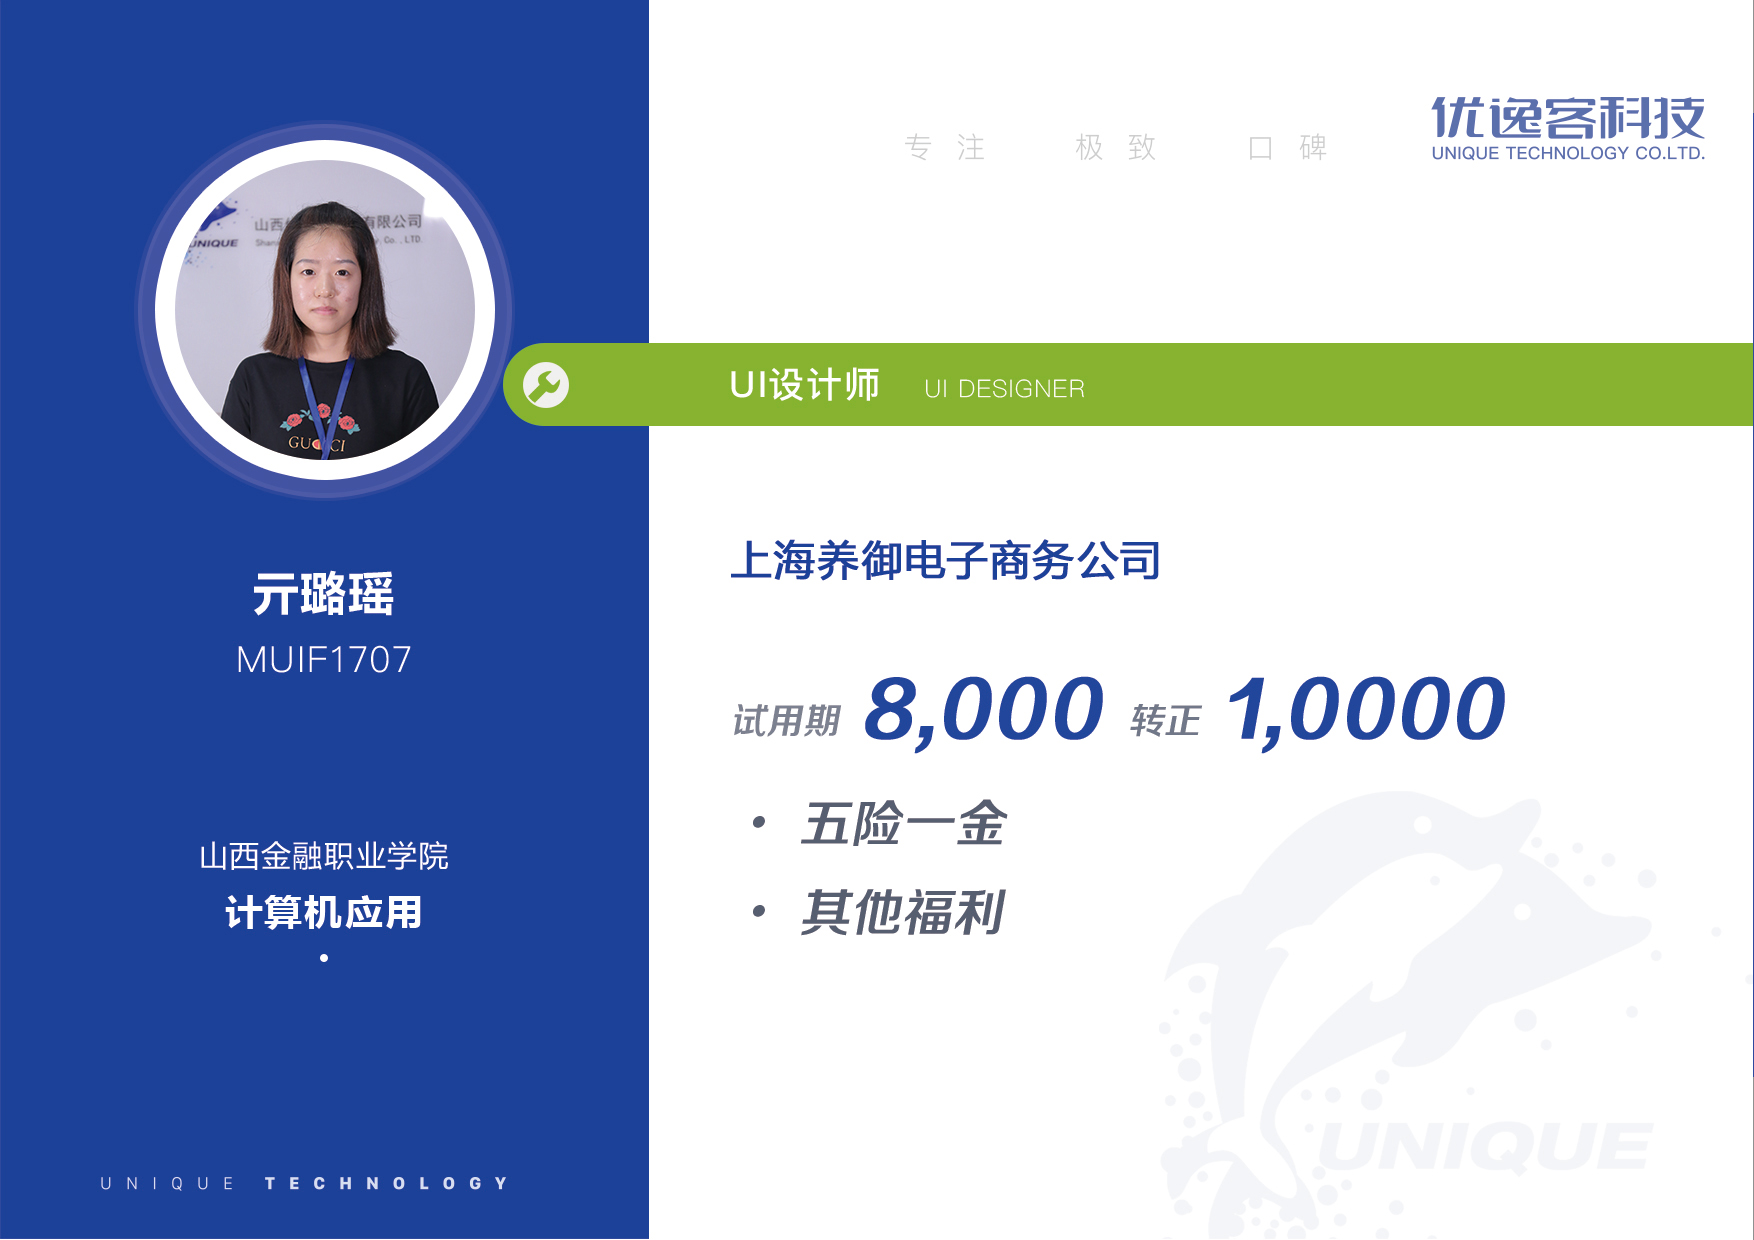 专注 极致 口碑
优逸客科技
UNIQUE TECHNOLOGY CO.LTD.
UNIQUE
山西
有限公司
Co. , LTD.
GUCCI
UI设计师 UI DESIGNER
亓璐瑶
MUIF1707
山西金融职业学院
计算机应用
UNIQUE TECHNOLOGY
上海养御电子商务公司
试用期 8,000 转正 1,0000
• 五险一金
• 其他福利
UNIQUE